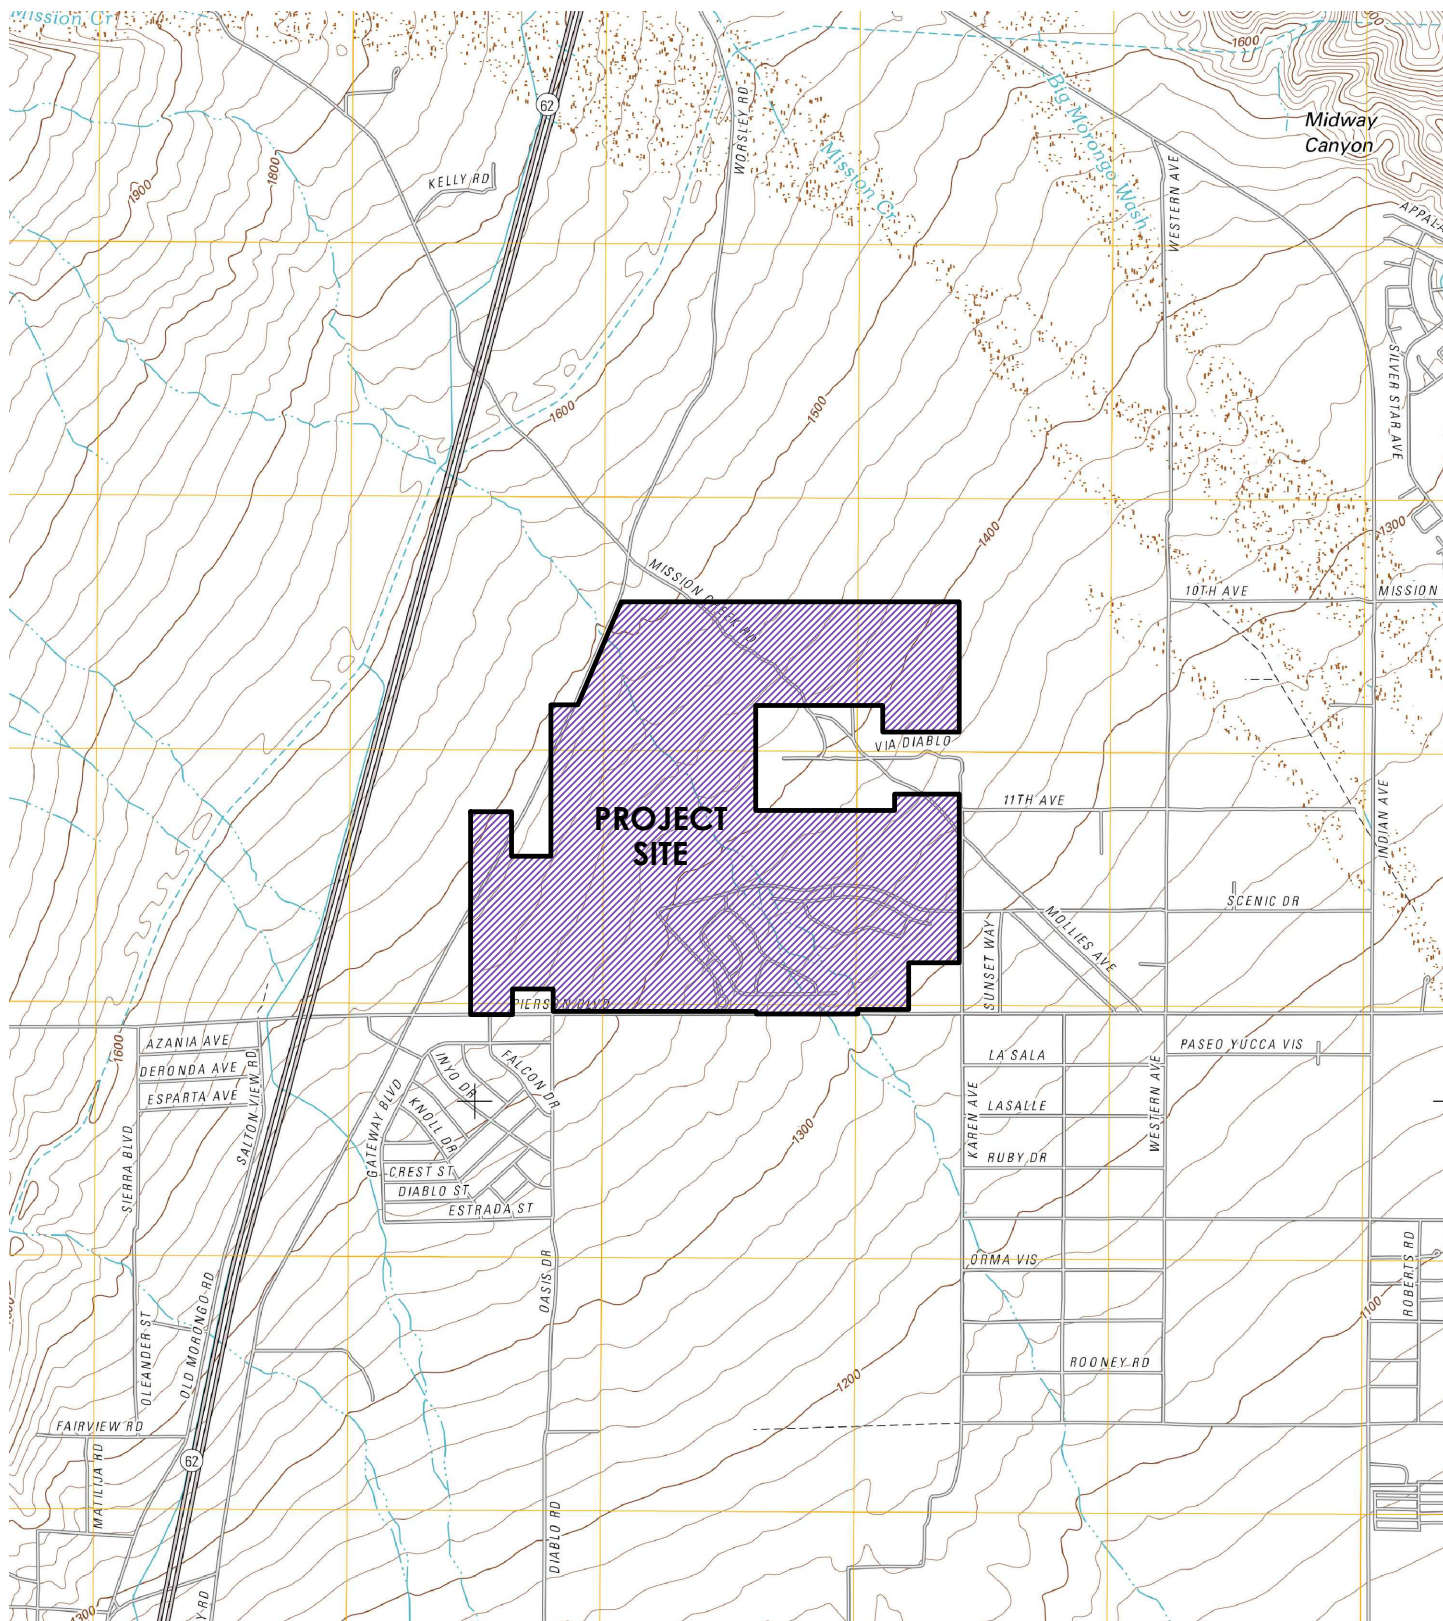 Mission Cr
62
1600
Big Morongo Wash
Midway
Canyon
WORSLEY RD
Mission Cr
1800
1900
KELLY RD
WESTERN AVE
SILVER STAR AVE
1600
1500
1400
1300
MISSION CREEK RD
10TH AVE
MISSION
VIA DIABLO
11TH AVE
INDIAN AVE
PROJECT
SITE
SCENIC DR
MOLLIES AVE
SUNSET WAY
PIERSON BLVD
1600
AZANIA AVE
DERONDA AVE
ESPARTA AVE
SALTON VIEW RD
SIERRA BLVD
GATEWAY BLVD
INYO DR
FALCON DR
KNOLL DR
CREST ST
DIABLO ST
ESTRADA ST
1300
LA SALA
PASEO YUCCA VIS
LASALLE
KAREN AVE
WESTERN AVE
RUBY DR
ORMA VIS
ROBERTS RD
OASIS DR
OLD MORONGO RD
OLEANDER ST
1100
ROONEY RD
1200
FAIRVIEW RD
MATILIJA RD
62
DIABLO RD
1300